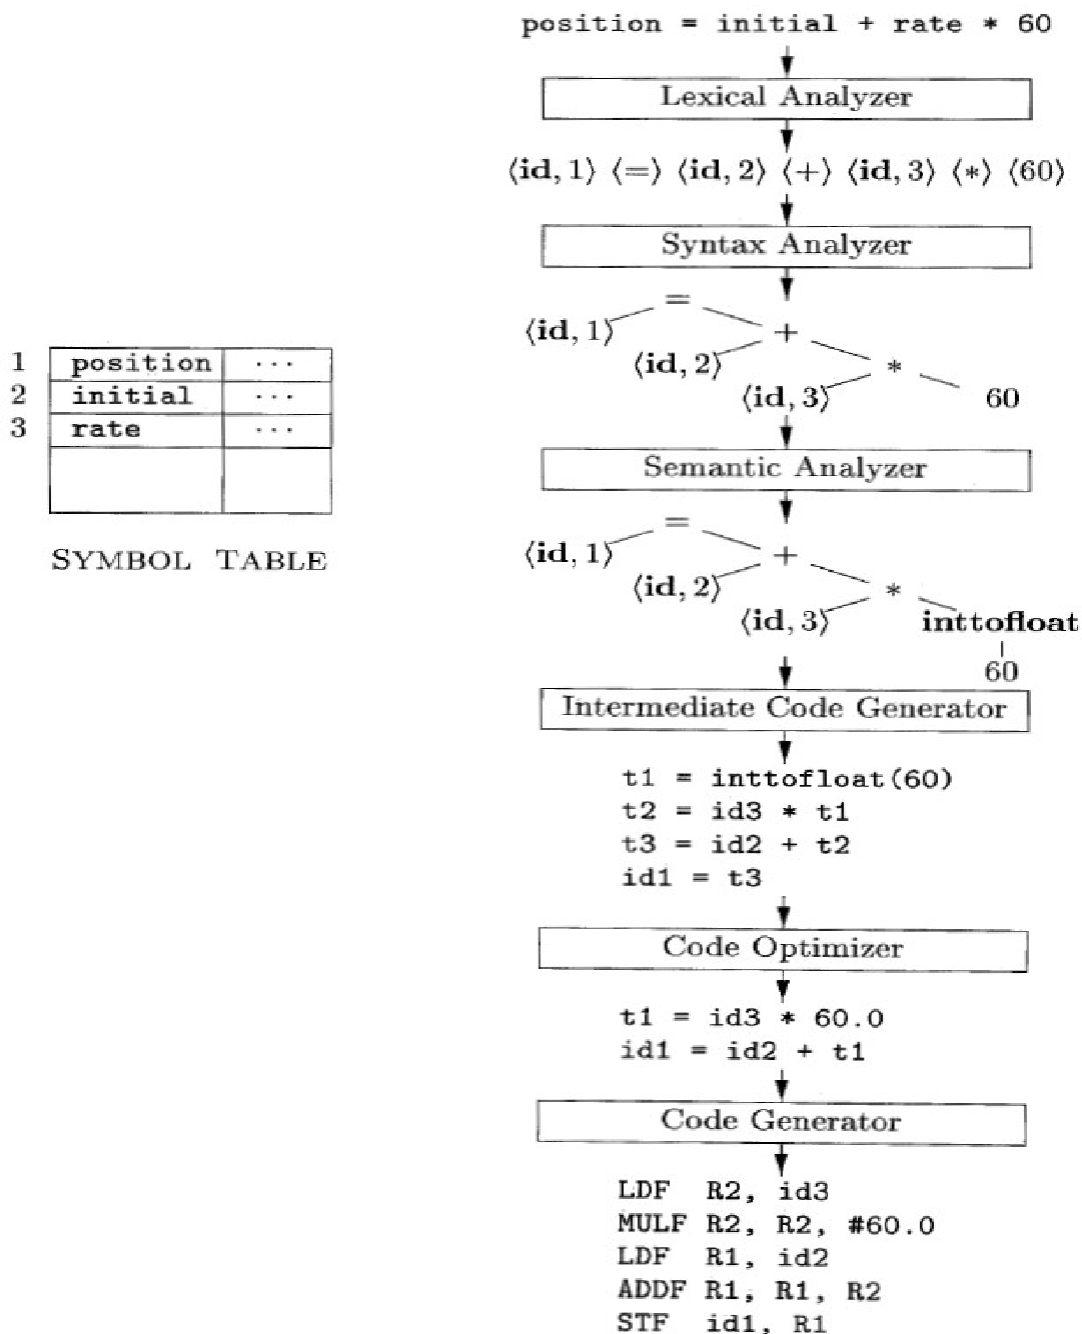 position = initial + rate * 60
Lexical Analyzer
⟨id, 1⟩ ⟨=⟩ ⟨id, 2⟩ ⟨+⟩ ⟨id, 3⟩ ⟨*⟩ ⟨60⟩
Syntax Analyzer
=
⟨id, 1⟩ +
⟨id, 2⟩ *
⟨id, 3⟩ 60
1 position ...
2 initial ...
3 rate ...
SYMBOL TABLE
Semantic Analyzer
=
⟨id, 1⟩ +
⟨id, 2⟩ *
⟨id, 3⟩ inttofloat
60
Intermediate Code Generator
t1 = inttofloat(60)
t2 = id3 * t1
t3 = id2 + t2
id1 = t3
Code Optimizer
t1 = id3 * 60.0
id1 = id2 + t1
Code Generator
LDF R2, id3
MULF R2, R2, #60.0
LDF R1, id2
ADDF R1, R1, R2
STF id1, R1